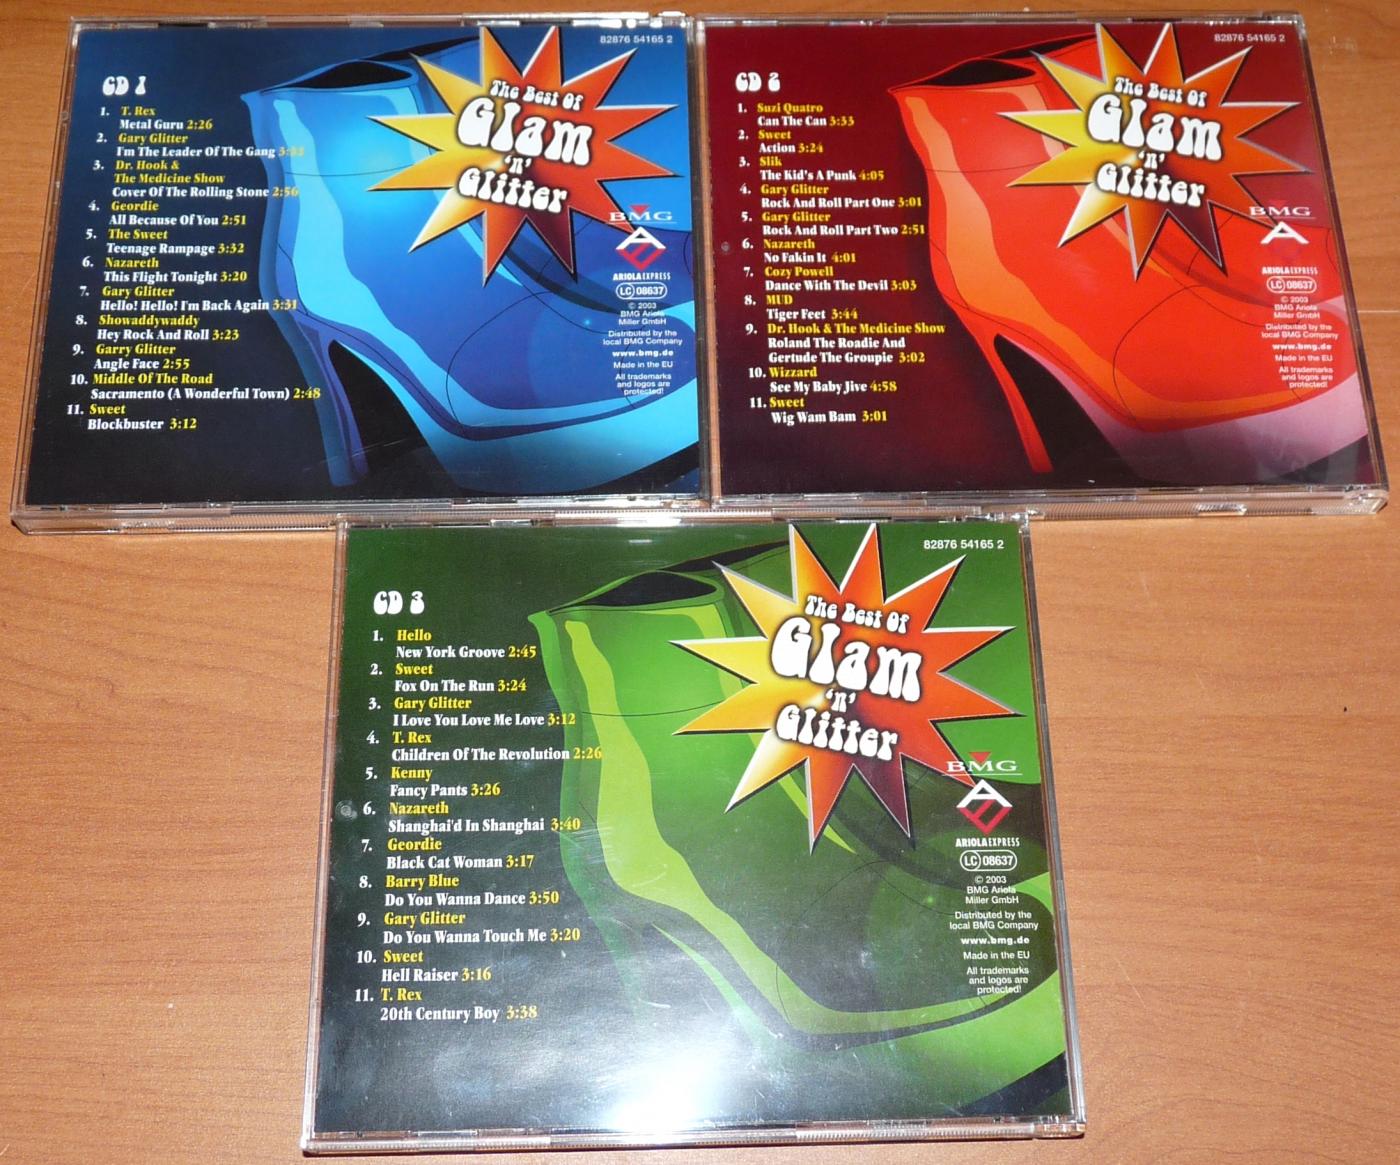 82876 54165 2
CD 1
1. T. Rex
Metal Guru 2:26
2. Gary Glitter
I'm The Leader Of The Gang
3. Dr. Hook &
The Medicine Show
Cover Of The Rolling Stone 2:56
4. Geordie
All Because Of You 2:51
5. The Sweet
Teenage Rampage 3:32
6. Nazareth
This Flight Tonight 3:20
7. Gary Glitter
Hello! Hello! I'm Back Again 3:31
8. Showaddywaddy
Hey Rock And Roll 3:23
9. Garry Glitter
Angle Face 2:55
10. Middle Of The Road
Sacramento (A Wonderful Town) 2:48
11. Sweet
Blockbuster 3:12
The Best Of
Glam
'n'
Glitter
BMG
ARIOLA EXPRESS
LC 08637
© 2003
BMG Ariola
Miller GmbH
Distributed by the
local BMG Company
www.bmg.de
Made in the EU
All trademarks
and logos are
protected!
82876 54165 2
CD 2
1. Suzi Quatro
Can The Can 3:33
2. Sweet
Action 3:24
3. Slik
The Kid's A Punk 4:05
4. Gary Glitter
Rock And Roll Part One 3:01
5. Gary Glitter
Rock And Roll Part Two 2:51
6. Nazareth
No Fakin It 4:01
7. Cozy Powell
Dance With The Devil 3:03
8. MUD
Tiger Feet 3:44
9. Dr. Hook & The Medicine Show
Roland The Roadie And
Gertude The Groupie 3:02
10. Wizzard
See My Baby Jive 4:58
11. Sweet
Wig Wam Bam 3:01
The Best Of
Glam
'n'
Glitter
BMG
ARIOLA EXPRESS
LC 08637
© 2003
BMG Ariola
Miller GmbH
Distributed by the
local BMG Company
www.bmg.de
Made in the EU
All trademarks
and logos are
protected!
82876 54165 2
CD 3
1. Hello
New York Groove 2:45
2. Sweet
Fox On The Run 3:24
3. Gary Glitter
I Love You Love Me Love 3:12
4. T. Rex
Children Of The Revolution 2:26
5. Kenny
Fancy Pants 3:26
6. Nazareth
Shanghai'd In Shanghai 3:40
7. Geordie
Black Cat Woman 3:17
8. Barry Blue
Do You Wanna Dance 3:50
9. Gary Glitter
Do You Wanna Touch Me 3:20
10. Sweet
Hell Raiser 3:16
11. T. Rex
20th Century Boy 3:38
The Best Of
Glam
'n'
Glitter
BMG
ARIOLA EXPRESS
LC 08637
© 2003
BMG Ariola
Miller GmbH
Distributed by the
local BMG Company
www.bmg.de
Made in the EU
All trademarks
and logos are
protected!